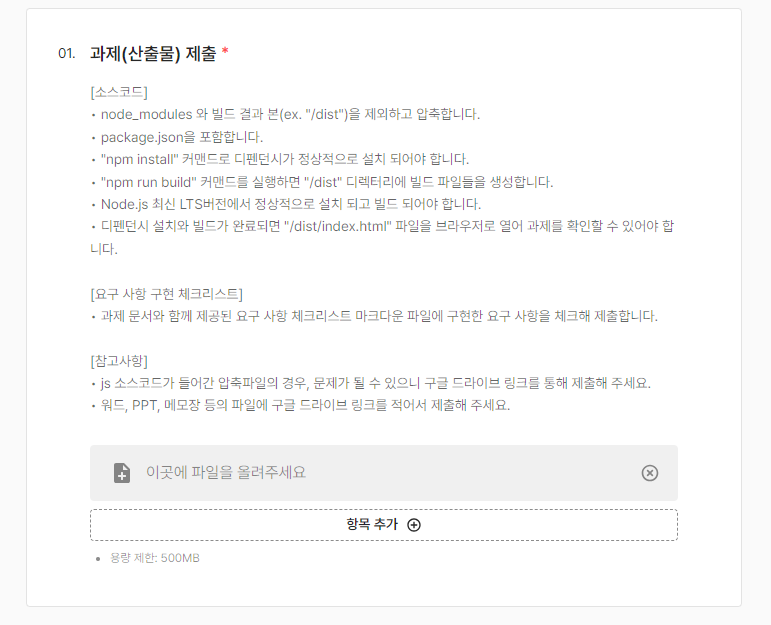 01. 과제(산출물) 제출 *
[소스코드]
• node_modules 와 빌드 결과 본(ex. "/dist")을 제외하고 압축합니다.
• package.json을 포함합니다.
• "npm install" 커맨드로 디펜던시가 정상적으로 설치 되어야 합니다.
• "npm run build" 커맨드를 실행하면 "/dist" 디렉터리에 빌드 파일들을 생성합니다.
• Node.js 최신 LTS버전에서 정상적으로 설치 되고 빌드 되어야 합니다.
• 디펜던시 설치와 빌드가 완료되면 "/dist/index.html" 파일을 브라우저로 열어 과제를 확인할 수 있어야 합
니다.
[요구 사항 구현 체크리스트]
• 과제 문서와 함께 제공된 요구 사항 체크리스트 마크다운 파일에 구현한 요구 사항을 체크해 제출합니다.
[참고사항]
• js 소스코드가 들어간 압축파일의 경우, 문제가 될 수 있으니 구글 드라이브 링크를 통해 제출해 주세요.
• 워드, PPT, 메모장 등의 파일에 구글 드라이브 링크를 적어서 제출해 주세요.
이곳에 파일을 올려주세요
항목 추가
• 용량 제한: 500MB